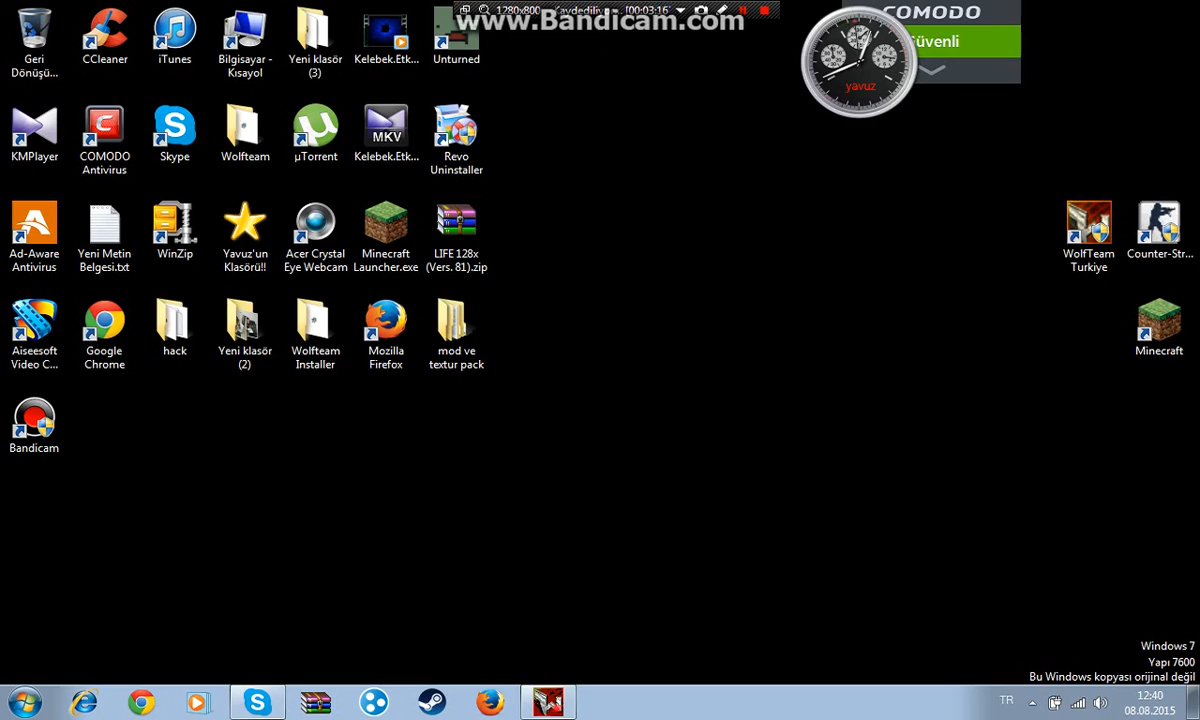 www.Bandicam.com
1280x800
[00:03:16]
COMODO
Güvenli
yavuz
Geri
Dönüşü...
CCleaner
iTunes
Bilgisayar -
Kısayol
Yeni klasör
(3)
Kelebek.Etk...
Unturned
KMPlayer
COMODO
Antivirus
Skype
Wolfteam
µTorrent
MKV
Kelebek.Etk...
Revo
Uninstaller
Ad-Aware
Antivirus
Yeni Metin
Belgesi.txt
WinZip
Yavuz'un
Klasörü!!
Acer Crystal
Eye Webcam
Minecraft
Launcher.exe
LIFE 128x
(Vers. 81).zip
WolfTeam
Turkiye
Counter-Str...
Aiseesoft
Video C...
Google
Chrome
hack
Yeni klasör
(2)
Wolfteam
Installer
Mozilla
Firefox
mod ve
textur pack
Minecraft
Bandicam
Windows 7
Yapı 7600
Bu Windows kopyası orijinal değil
TR
12:40
08.08.2015